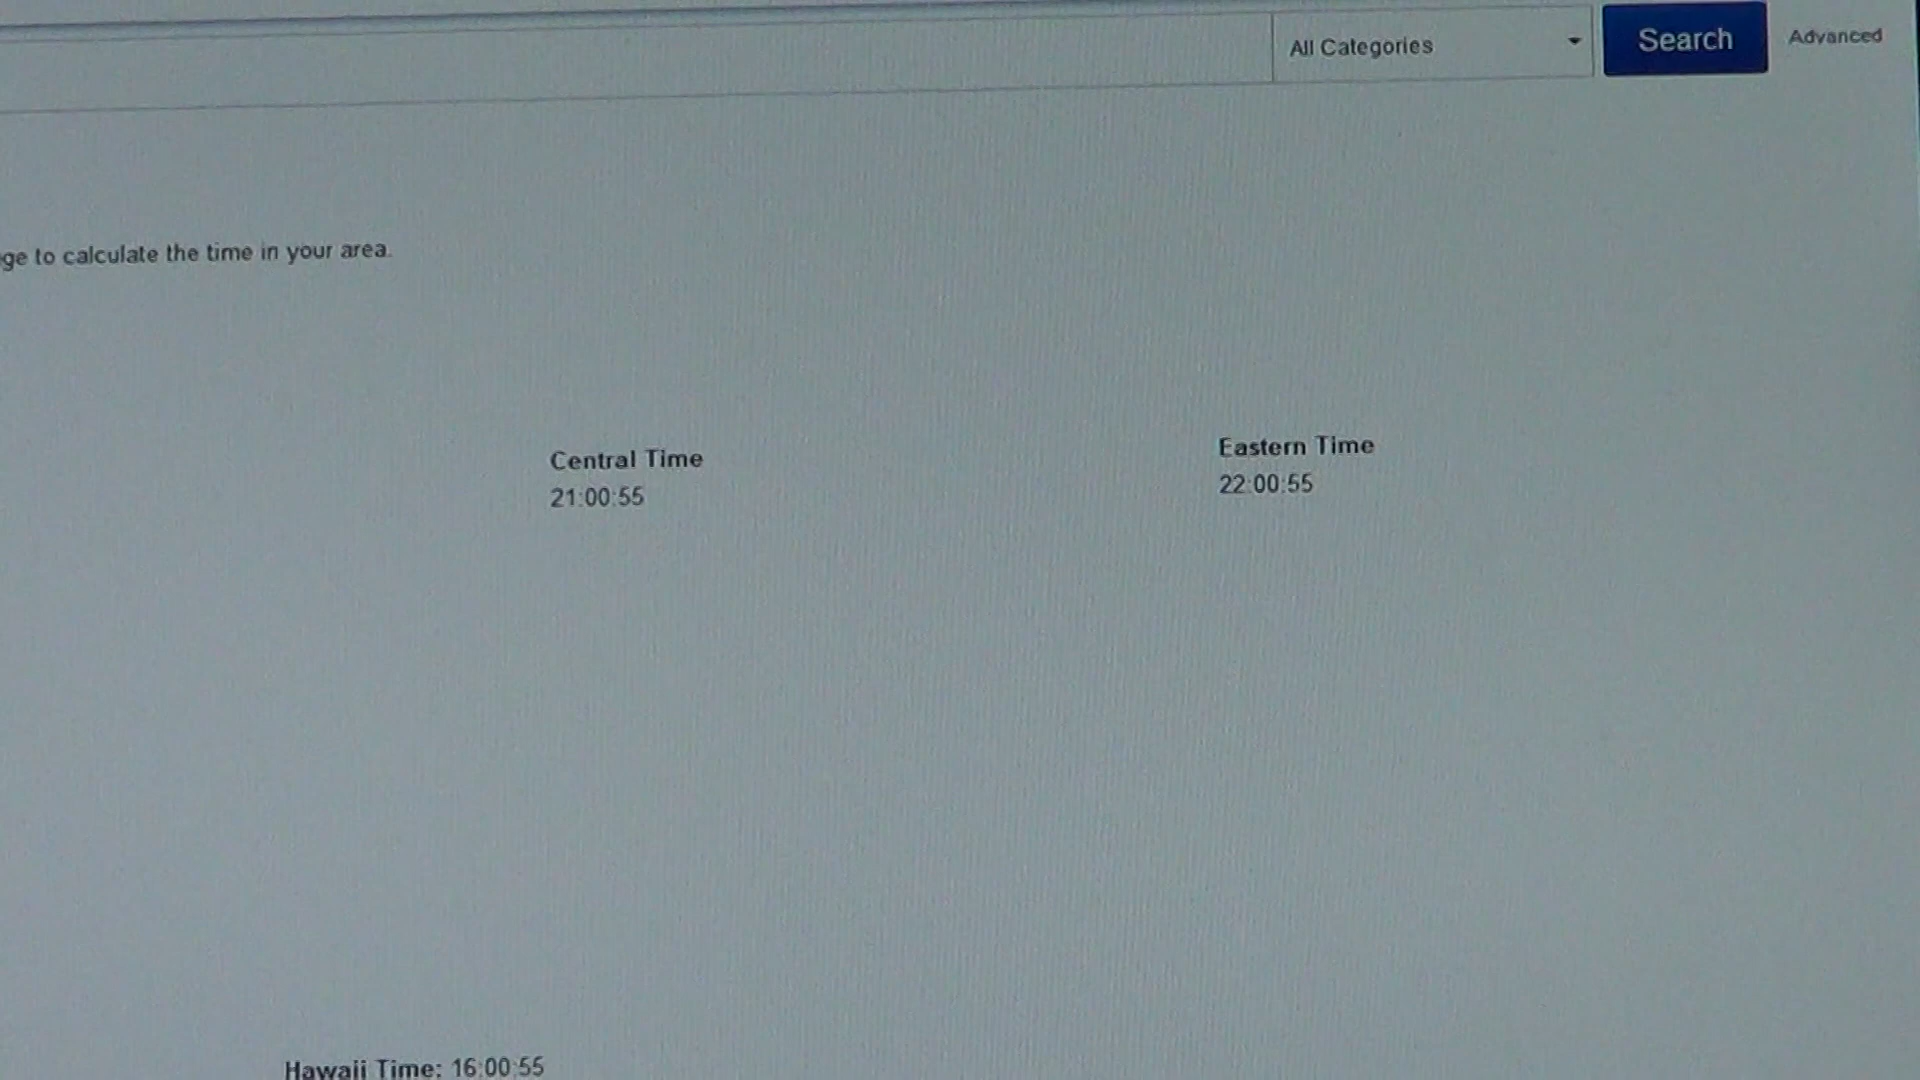 All Categories Search Advanced
ge to calculate the time in your area.
Central Time Eastern Time
21:00:55 22:00:55
Hawaii Time: 16:00:55